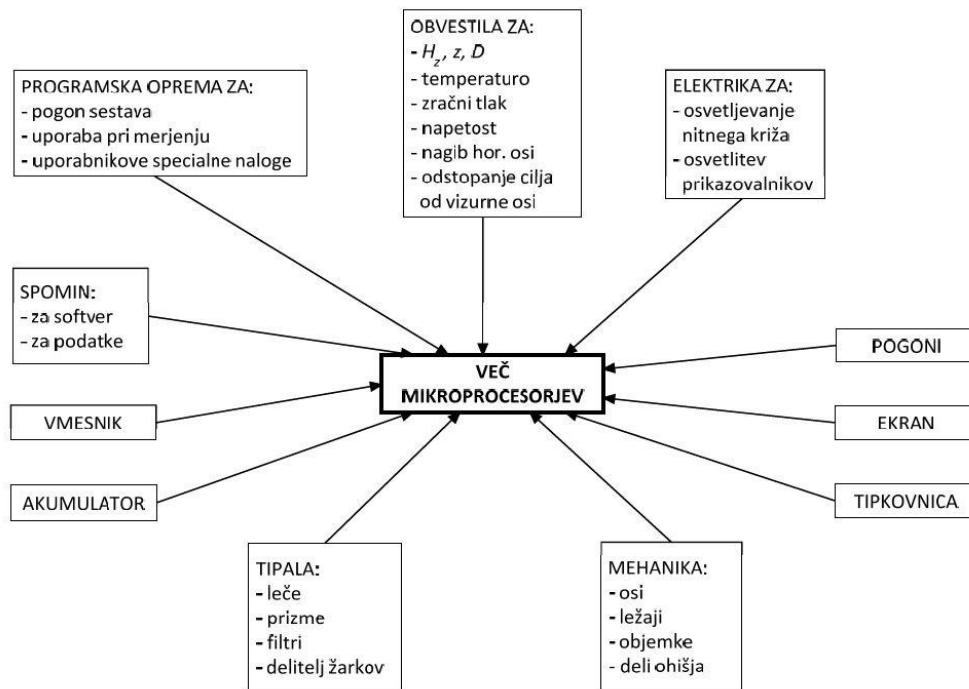 PROGRAMSKA OPREMA ZA:
- pogon sestava
- uporaba pri merjenju
- uporabnikove specialne naloge
OBVESTILA ZA:
- Hz, z, D
- temperaturo
- zračni tlak
- napetost
- nagib hor. osi
- odstopanje cilja
od vizurne osi
ELEKTRIKA ZA:
- osvetljevanje
nitnega križa
- osvetlitev
prikazovalnikov
SPOMIN:
- za softver
- za podatke
VEČ
MIKROPROCESORJEV
POGONI
VMESNIK
EKRAN
AKUMULATOR
TIPKOVNICA
TIPALA:
- leče
- prizme
- filtri
- delitelj žarkov
MEHANIKA:
- osi
- ležaji
- objemke
- deli ohišja